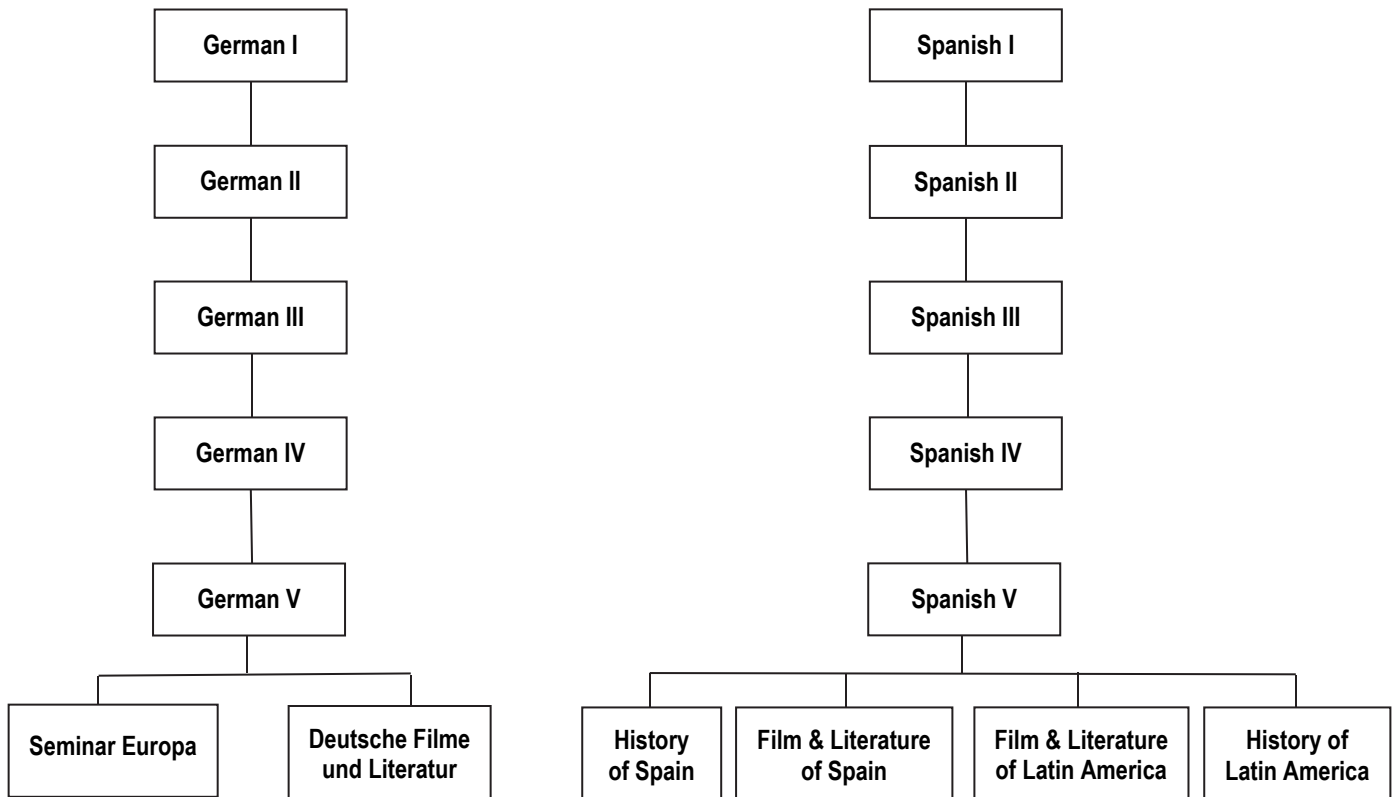 German I
Spanish I
German II
Spanish II
German III
Spanish III
German IV
Spanish IV
German V
Spanish V
Seminar Europa
Deutsche Filme
und Literatur
History
of Spain
Film & Literature
of Spain
Film & Literature
of Latin America
History of
Latin America